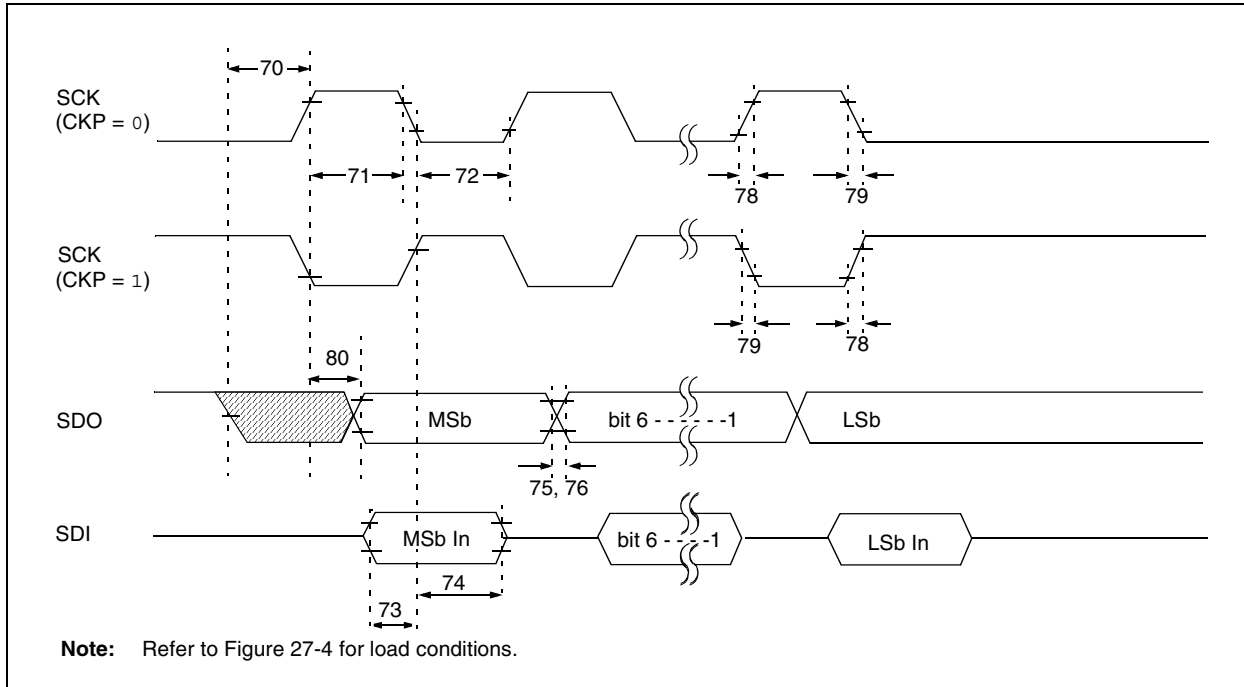 70
SCK
(CKP = 0)
71
72
78
79
SCK
(CKP = 1)
79
78
80
SDO
MSb
bit 6 - - - - - -1
LSb
75, 76
SDI
MSb In
bit 6 - - - - -1
LSb In
74
73
Note: Refer to Figure 27-4 for load conditions.